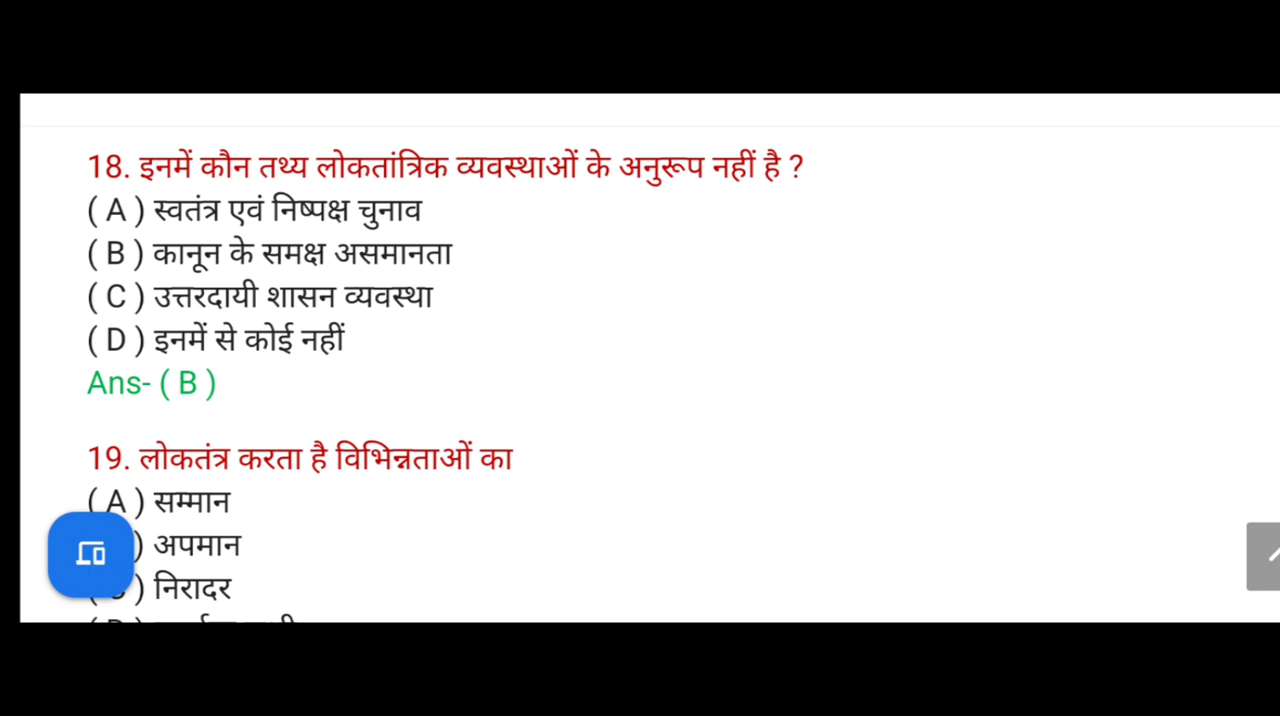 18. इनमें कौन तथ्य लोकतांत्रिक व्यवस्थाओं के अनुरूप नहीं है ?
( A ) स्वतंत्र एवं निष्पक्ष चुनाव
( B ) कानून के समक्ष असमानता
( C ) उत्तरदायी शासन व्यवस्था
( D ) इनमें से कोई नहीं
Ans- ( B )
19. लोकतंत्र करता है विभिन्नताओं का
( A ) सम्मान
) अपमान
) निरादर